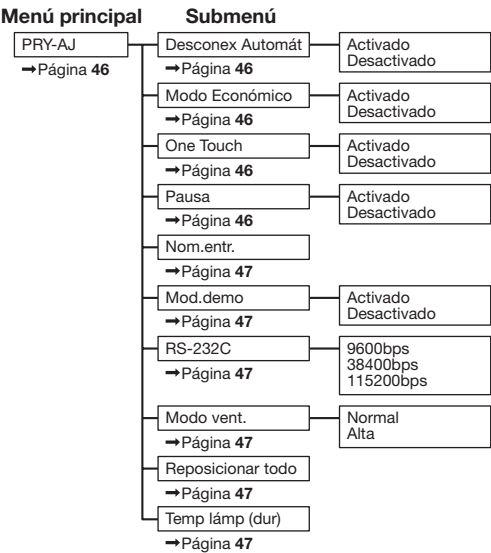 Menú principal Submenú
PRY-AJ
➞Página 46
Desconex Automát
➞Página 46
Activado
Desactivado
Modo Económico
➞Página 46
Activado
Desactivado
One Touch
➞Página 46
Activado
Desactivado
Pausa
➞Página 46
Activado
Desactivado
Nom.entr.
➞Página 47
Mod.demo
➞Página 47
Activado
Desactivado
RS-232C
➞Página 47
9600bps
38400bps
115200bps
Modo vent.
➞Página 47
Normal
Alta
Reposicionar todo
➞Página 47
Temp lámp (dur)
➞Página 47